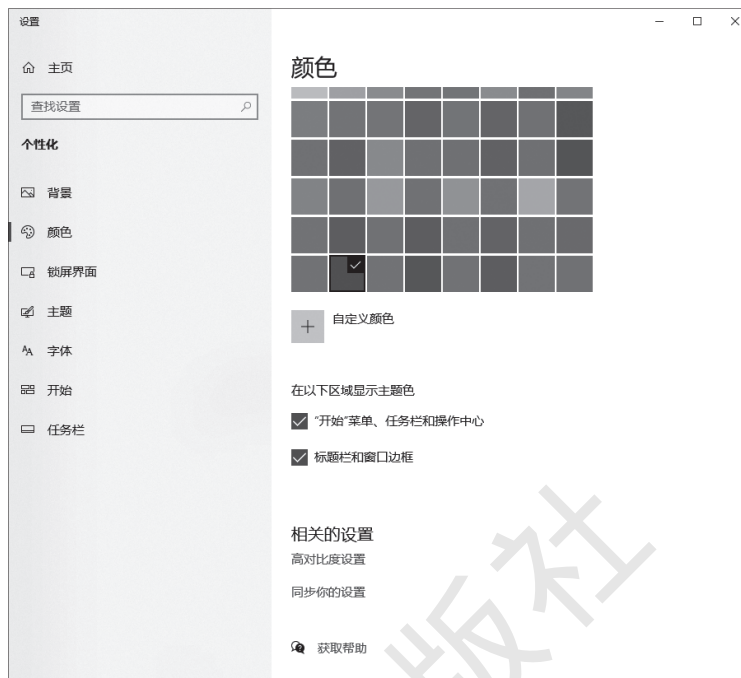 设置
主页
查找设置
个性化
背景
颜色
锁屏界面
主题
字体
开始
任务栏
颜色
自定义颜色
在以下区域显示主题色
“开始”菜单、任务栏和操作中心
标题栏和窗口边框
相关的设置
高对比度设置
同步你的设置
获取帮助
版社